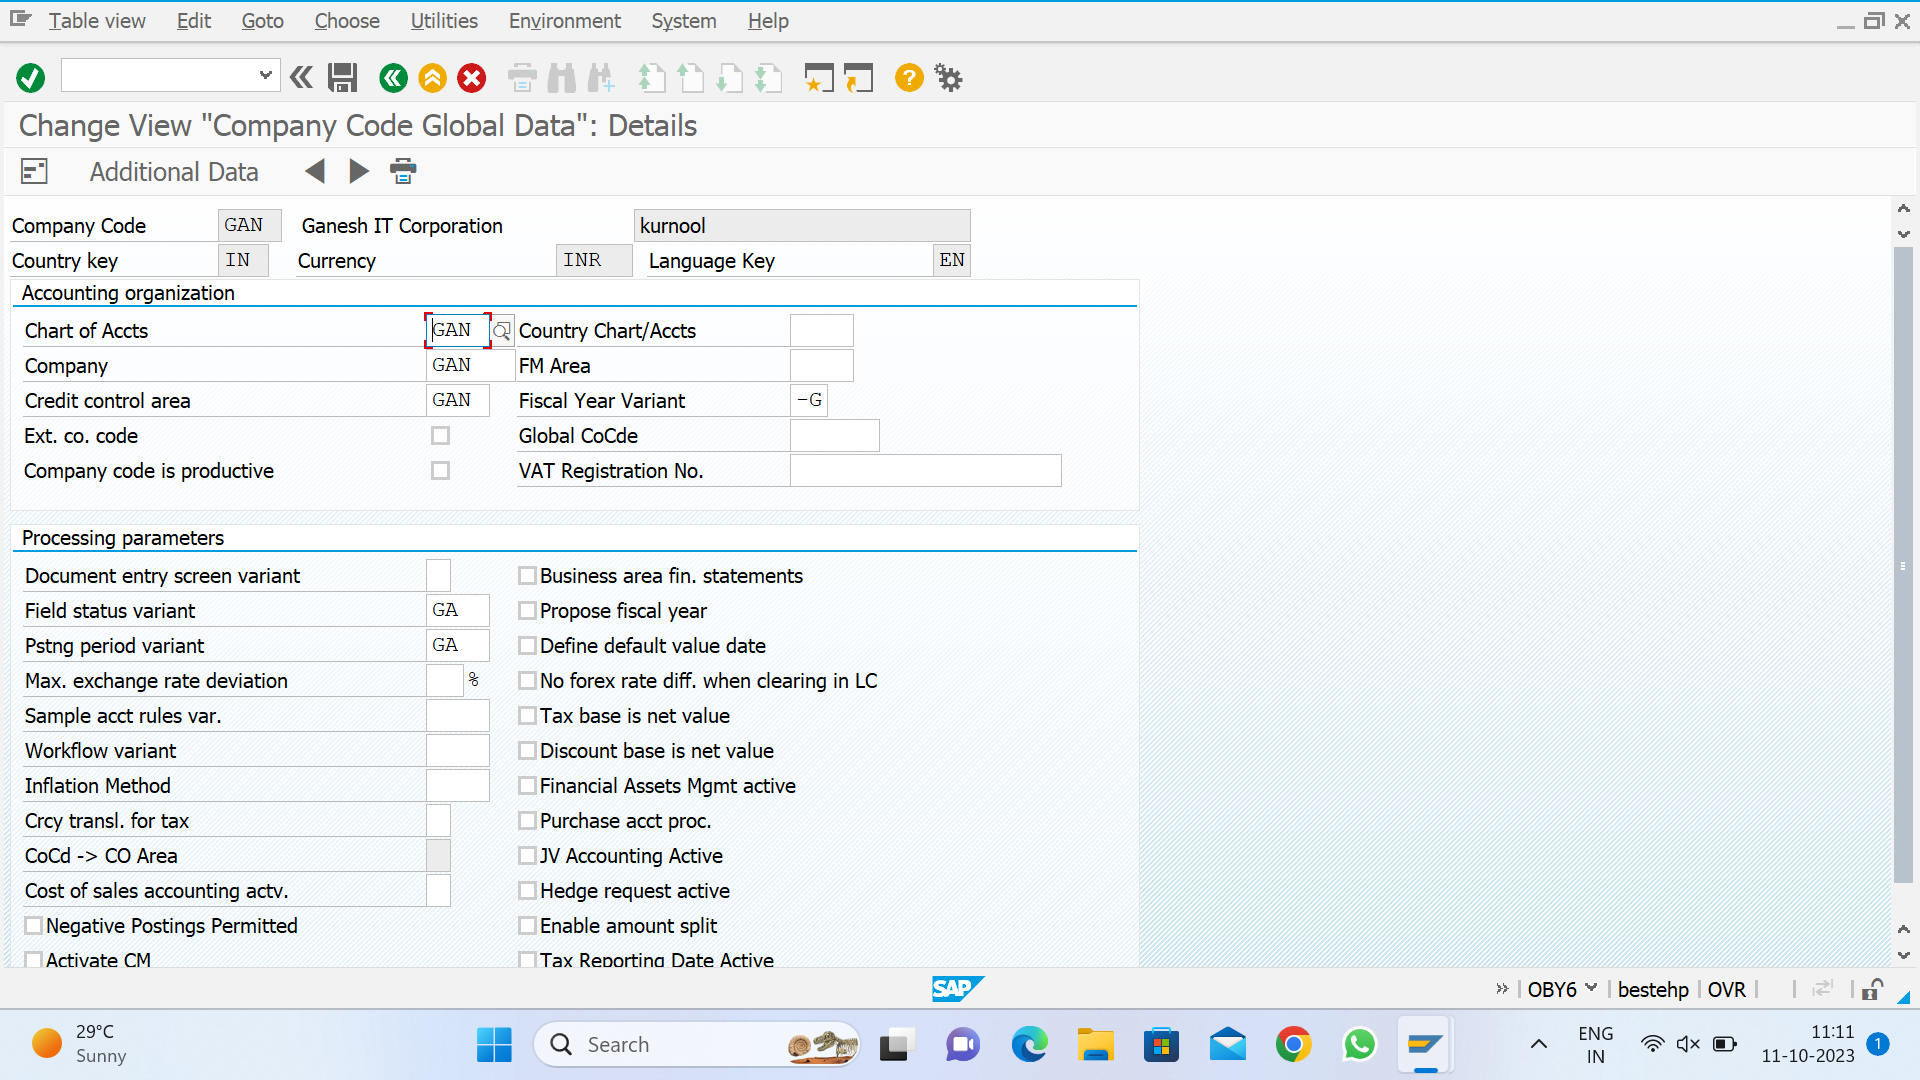 Table view Edit Goto Choose Utilities Environment System Help
Change View "Company Code Global Data": Details
Additional Data
Company Code GAN Ganesh IT Corporation kurnool
Country key IN Currency INR Language Key EN
Accounting organization
Chart of Accts GAN Country Chart/Accts
Company GAN FM Area
Credit control area GAN Fiscal Year Variant -G
Ext. co. code Global CoCde
Company code is productive VAT Registration No.
Processing parameters
Document entry screen variant Business area fin. statements
Field status variant GA Propose fiscal year
Pstng period variant GA Define default value date
Max. exchange rate deviation % No forex rate diff. when clearing in LC
Sample acct rules var. Tax base is net value
Workflow variant Discount base is net value
Inflation Method Financial Assets Mgmt active
Crcy transl. for tax Purchase acct proc.
CoCd -> CO Area JV Accounting Active
Cost of sales accounting actv. Hedge request active
Negative Postings Permitted Enable amount split
Activate CM Tax Reporting Date Active
SAP OBY6 bestehp OVR
29°C
Sunny
Search
ENG
IN
11:11
11-10-2023
1